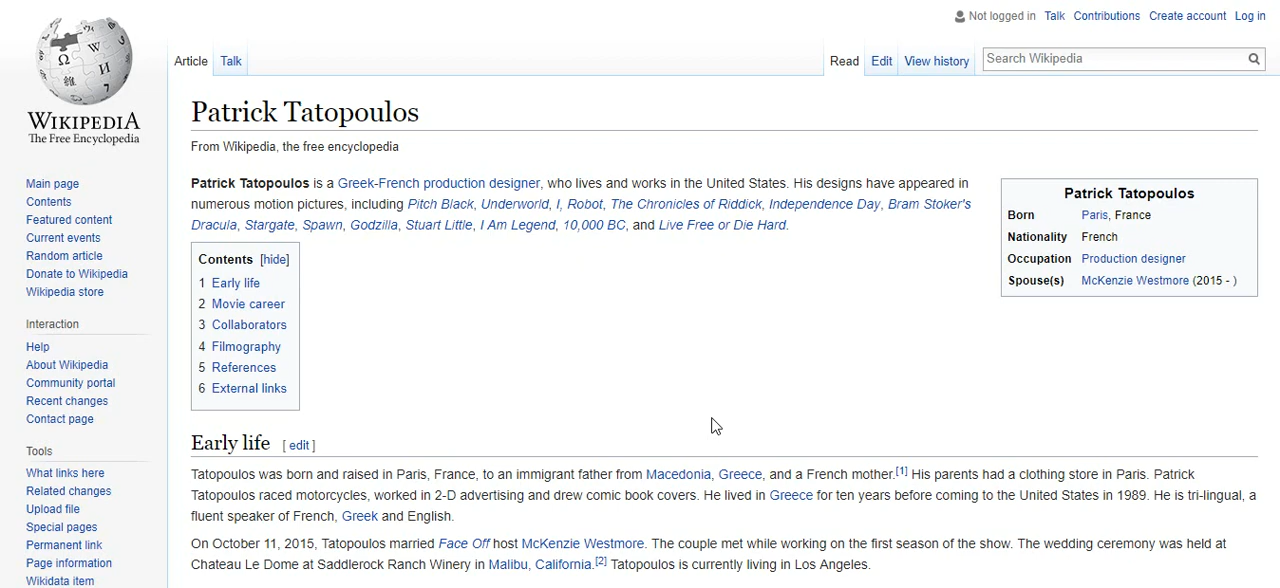 Not logged in Talk Contributions Create account Log in
Article Talk Read Edit View history Search Wikipedia
WIKIPEDIA
The Free Encyclopedia
Main page
Contents
Featured content
Current events
Random article
Donate to Wikipedia
Wikipedia store
Interaction
Help
About Wikipedia
Community portal
Recent changes
Contact page
Tools
What links here
Related changes
Upload file
Special pages
Permanent link
Page information
Wikidata item
Patrick Tatopoulos
From Wikipedia, the free encyclopedia
Patrick Tatopoulos is a Greek-French production designer, who lives and works in the United States. His designs have appeared in
numerous motion pictures, including Pitch Black, Underworld, I, Robot, The Chronicles of Riddick, Independence Day, Bram Stoker's
Dracula, Stargate, Spawn, Godzilla, Stuart Little, I Am Legend, 10,000 BC, and Live Free or Die Hard.
Patrick Tatopoulos
Born Paris, France
Nationality French
Occupation Production designer
Spouse(s) McKenzie Westmore (2015 - )
Contents [hide]
1 Early life
2 Movie career
3 Collaborators
4 Filmography
5 References
6 External links
Early life [ edit ]
Tatopoulos was born and raised in Paris, France, to an immigrant father from Macedonia, Greece, and a French mother.[1] His parents had a clothing store in Paris. Patrick
Tatopoulos raced motorcycles, worked in 2-D advertising and drew comic book covers. He lived in Greece for ten years before coming to the United States in 1989. He is tri-lingual, a
fluent speaker of French, Greek and English.
On October 11, 2015, Tatopoulos married Face Off host McKenzie Westmore. The couple met while working on the first season of the show. The wedding ceremony was held at
Chateau Le Dome at Saddlerock Ranch Winery in Malibu, California.[2] Tatopoulos is currently living in Los Angeles.